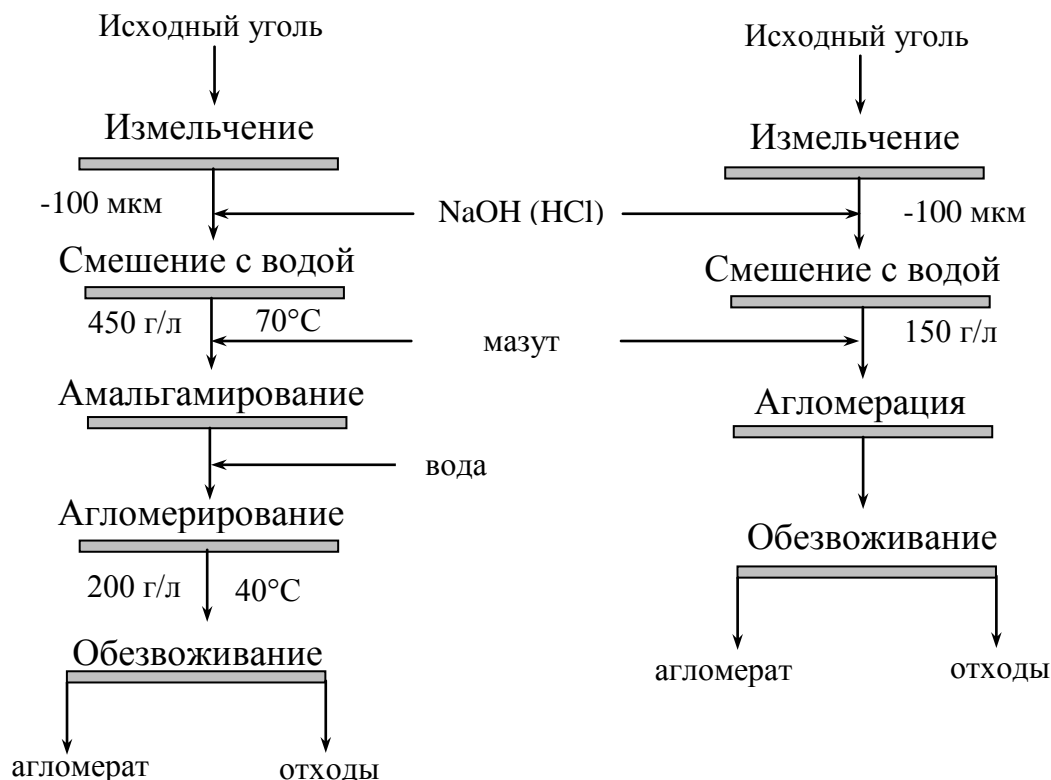 Исходный уголь
Измельчение
-100 мкм
NaOH (HCl)
Смешение с водой
450 г/л
70°С
мазут
Амальгамирование
вода
Агломерирование
200 г/л
40°С
Обезвоживание
агломерат
отходы
Исходный уголь
Измельчение
-100 мкм
Смешение с водой
150 г/л
Агломерация
Обезвоживание
агломерат
отходы